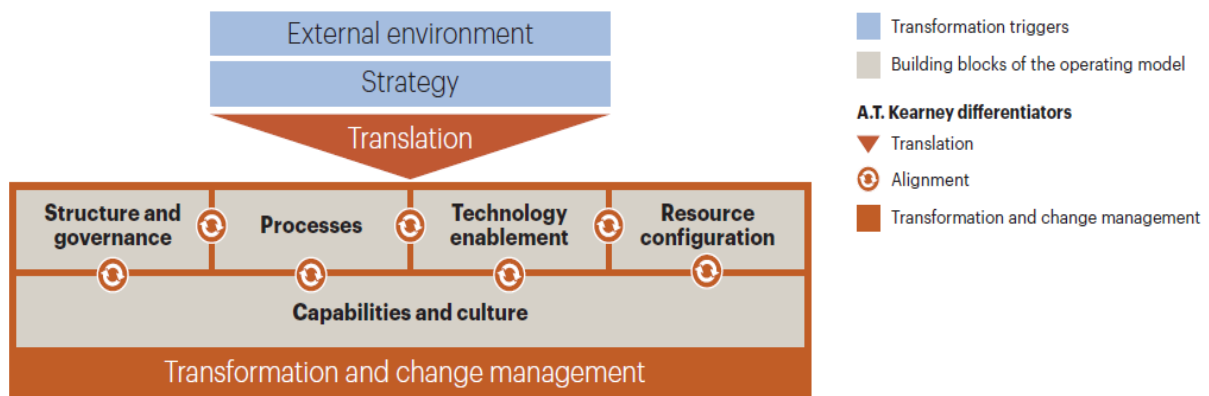 External environment
Strategy
Translation
Structure and
governance
Processes
Technology
enablement
Resource
configuration
Capabilities and culture
Transformation and change management
Transformation triggers
Building blocks of the operating model
A.T. Kearney differentiators
Translation
Alignment
Transformation and change management